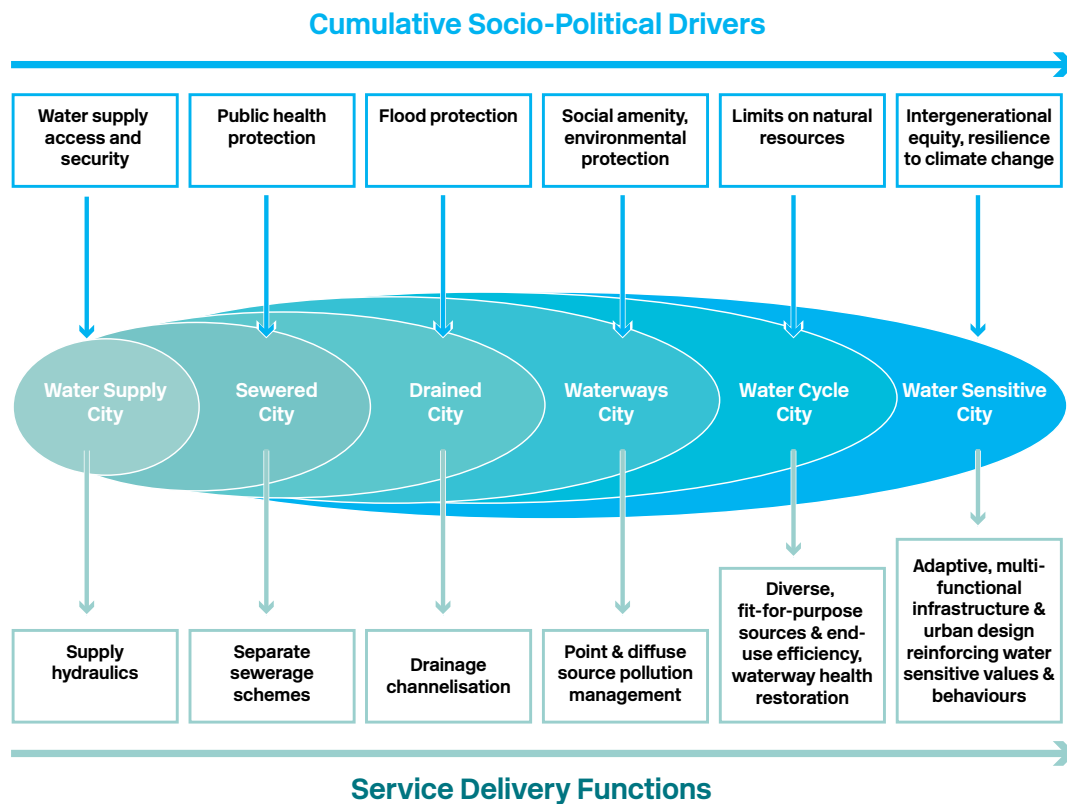 Cumulative Socio-Political Drivers
Water supply
access and
security
Public health
protection
Flood protection
Social amenity,
environmental
protection
Limits on natural
resources
Intergenerational
equity, resilience
to climate change
Water Supply
City
Sewered
City
Drained
City
Waterways
City
Water Cycle
City
Water Sensitive
City
Supply
hydraulics
Separate
sewerage
schemes
Drainage
channelisation
Point & diffuse
source pollution
management
Diverse,
fit-for-purpose
sources & end-
use efficiency,
waterway health
restoration
Adaptive, multi-
functional
infrastructure &
urban design
reinforcing water
sensitive values &
behaviours
Service Delivery Functions